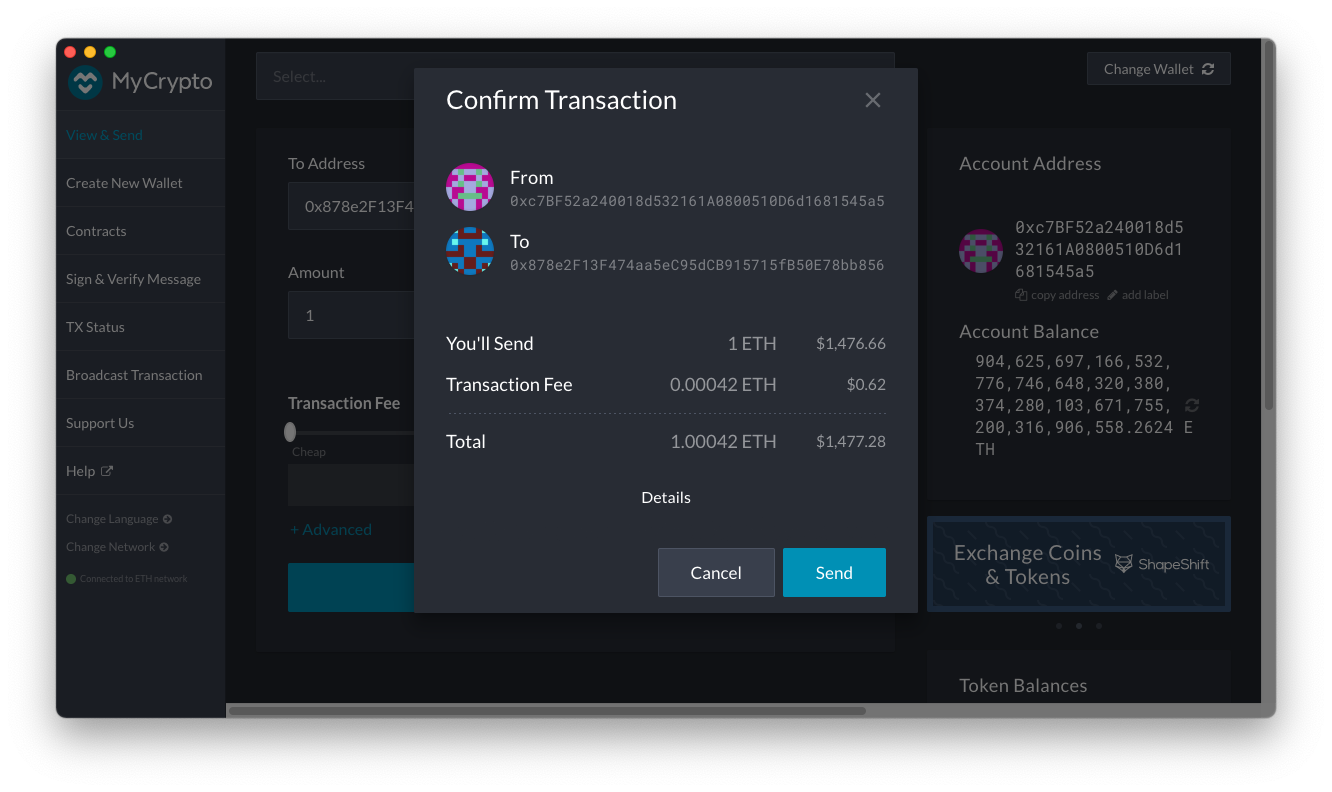 MyCrypto
View & Send
Create New Wallet
Contracts
Sign & Verify Message
TX Status
Broadcast Transaction
Support Us
Help
Change Language
Change Network
Connected to ETH network
Select...
Change Wallet
To Address
0x878e2F13F4
Amount
1
Transaction Fee
Cheap
+ Advanced
Confirm Transaction
From
0xc7BF52a240018d532161A0800510D6d1681545a5
To
0x878e2F13F474aa5eC95dCB915715fB50E78bb856
You'll Send 1 ETH $1,476.66
Transaction Fee 0.00042 ETH $0.62
Total 1.00042 ETH $1,477.28
Details
Cancel Send
Account Address
0xc7BF52a240018d5
32161A0800510D6d1
681545a5
copy address add label
Account Balance
904,625,697,166,532,
776,746,648,320,380,
374,280,103,671,755,
200,316,906,558.2624 E
TH
Exchange Coins
& Tokens
ShapeShift
Token Balances